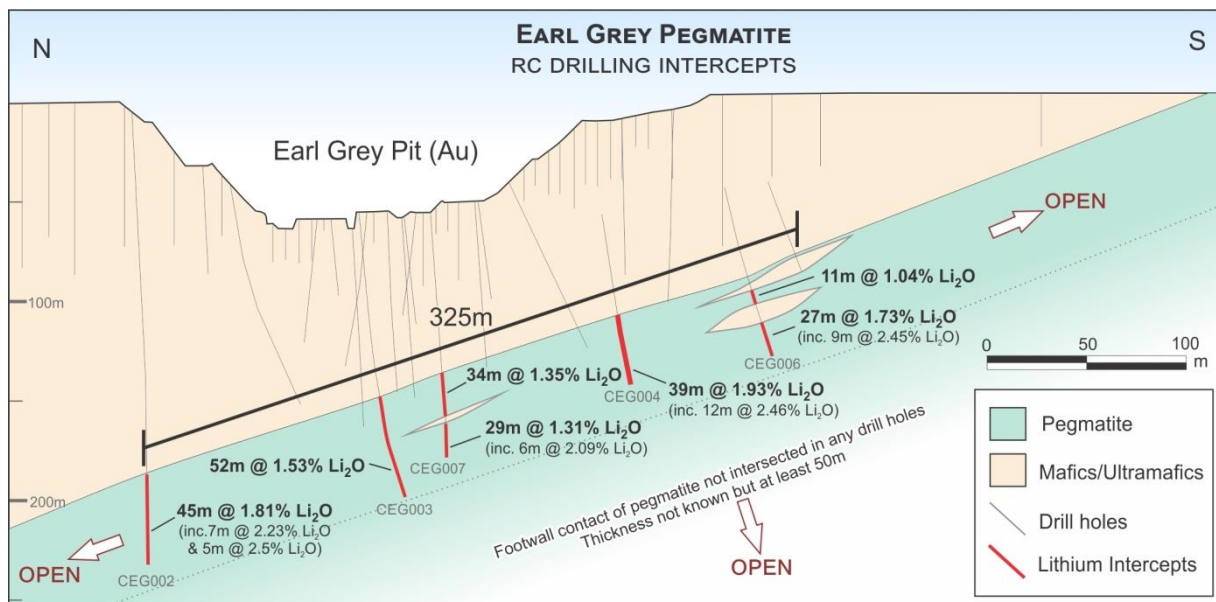 N
EARL GREY PEGMATITE
RC DRILLING INTERCEPTS
S
Earl Grey Pit (Au)
OPEN
100m
325m
11m @ 1.04% Li₂O
27m @ 1.73% Li₂O
(inc. 9m @ 2.45% Li₂O)
CEG006
0 50 100
m
34m @ 1.35% Li₂O
39m @ 1.93% Li₂O
(inc. 12m @ 2.46% Li₂O)
CEG004
29m @ 1.31% Li₂O
(inc. 6m @ 2.09% Li₂O)
CEG007
52m @ 1.53% Li₂O
CEG003
200m
45m @ 1.81% Li₂O
(inc.7m @ 2.23% Li₂O
& 5m @ 2.5% Li₂O)
CEG002
OPEN
Footwall contact of pegmatite not intersected in any drill holes
Thickness not known but at least 50m
OPEN
Pegmatite
Mafics/Ultramafics
Drill holes
Lithium Intercepts